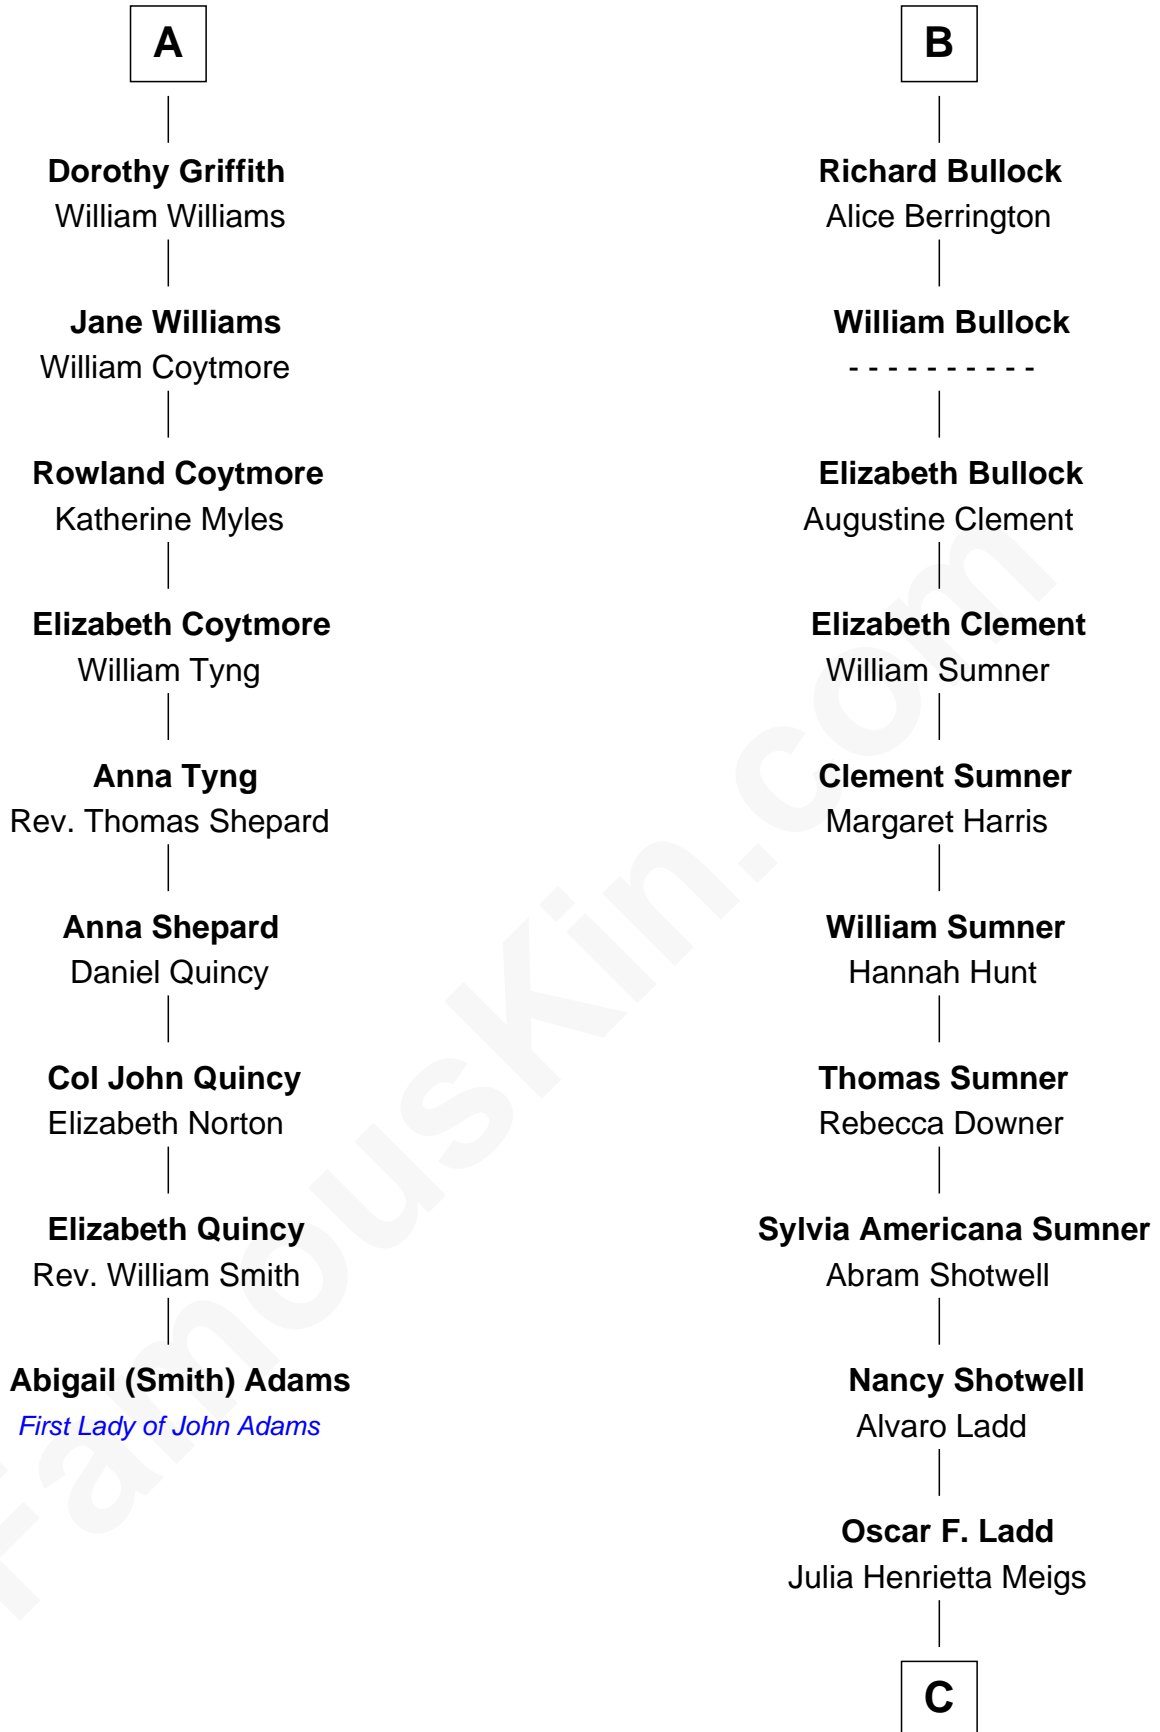 A
Dorothy Griffith
William Williams
Jane Williams
William Coytmore
Rowland Coytmore
Katherine Myles
Elizabeth Coytmore
William Tyng
Anna Tyng
Rev. Thomas Shepard
Anna Shepard
Daniel Quincy
Col John Quincy
Elizabeth Norton
Elizabeth Quincy
Rev. William Smith
Abigail (Smith) Adams
First Lady of John Adams
B
Richard Bullock
Alice Berrington
William Bullock
- - - - - - - - - -
Elizabeth Bullock
Augustine Clement
Elizabeth Clement
William Sumner
Clement Sumner
Margaret Harris
William Sumner
Hannah Hunt
Thomas Sumner
Rebecca Downer
Sylvia Americana Sumner
Abram Shotwell
Nancy Shotwell
Alvaro Ladd
Oscar F. Ladd
Julia Henrietta Meigs
C
FamousKin.com